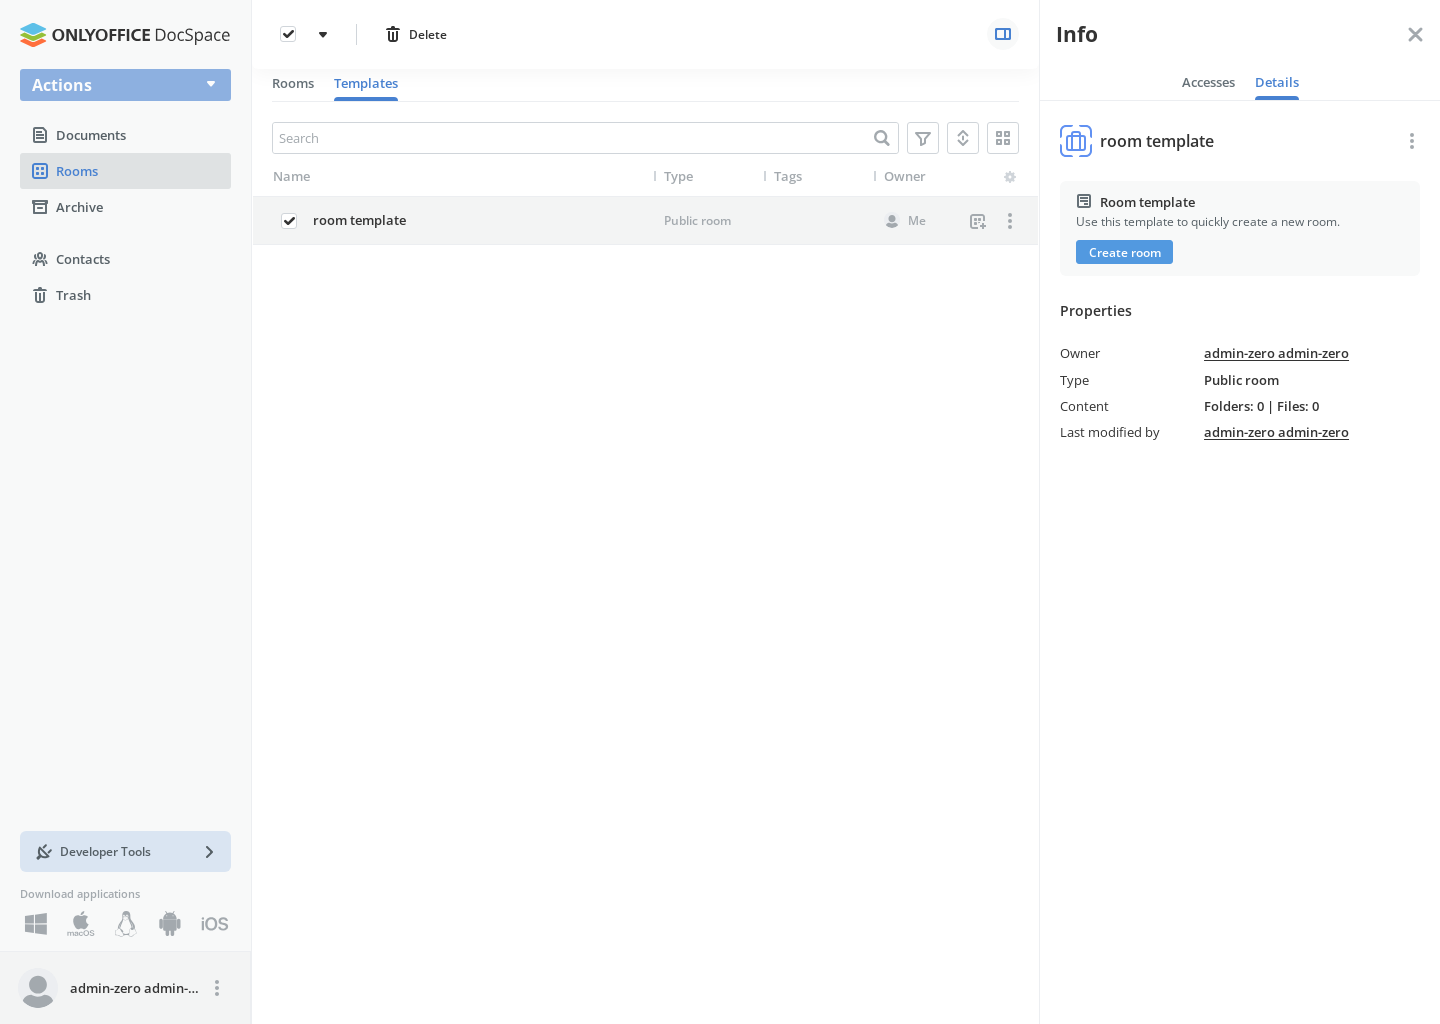 ONLYOFFICE DocSpace
Actions
Documents
Rooms
Archive
Contacts
Trash
Developer Tools
Download applications
macOS
iOS
admin-zero admin-...
Delete
Rooms
Templates
Search
Name
Type
Tags
Owner
room template
Public room
Me
Info
Accesses
Details
room template
Room template
Use this template to quickly create a new room.
Create room
Properties
Owner
admin-zero admin-zero
Type
Public room
Content
Folders: 0 | Files: 0
Last modified by
admin-zero admin-zero